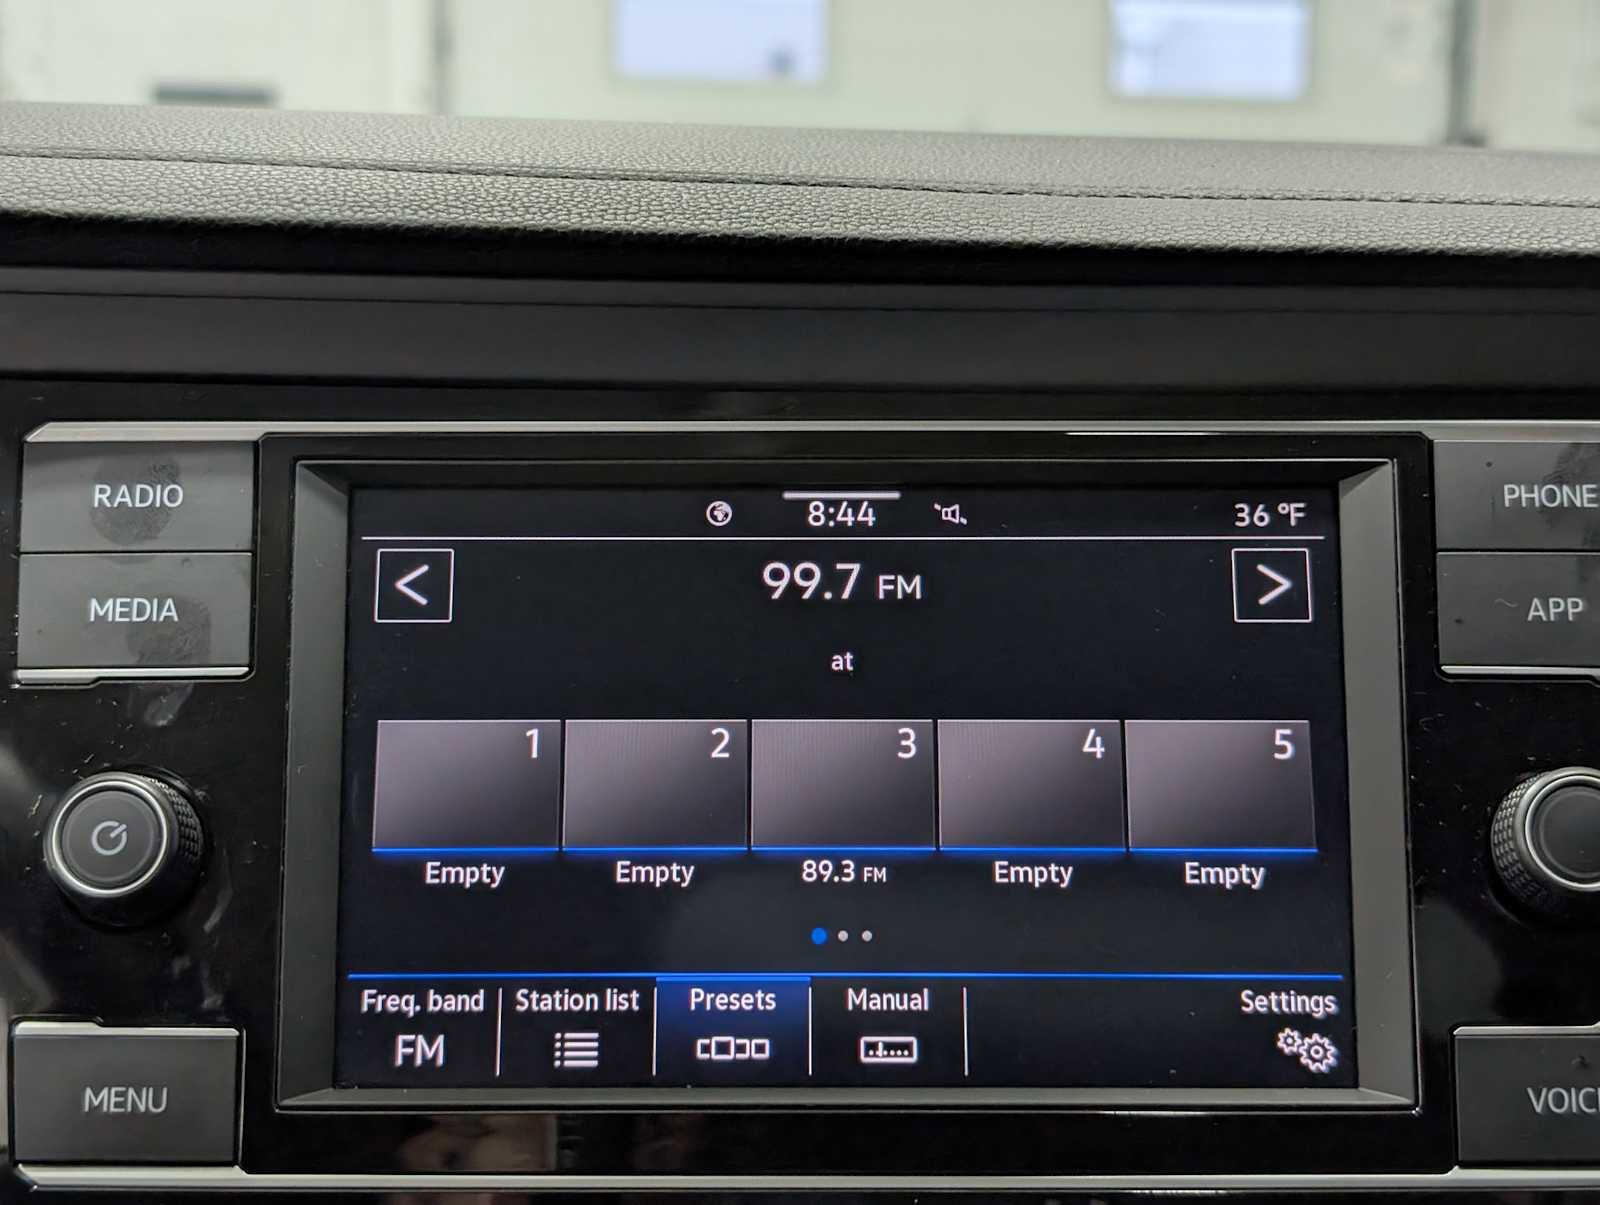 RADIO
MEDIA
MENU
PHONE
APP
8:44
36 °F
<
99.7 FM
>
at
1
2
3
4
5
Empty
Empty
89.3 FM
Empty
Empty
Freq. band
FM
Station list
Presets
Manual
Settings
VOIC